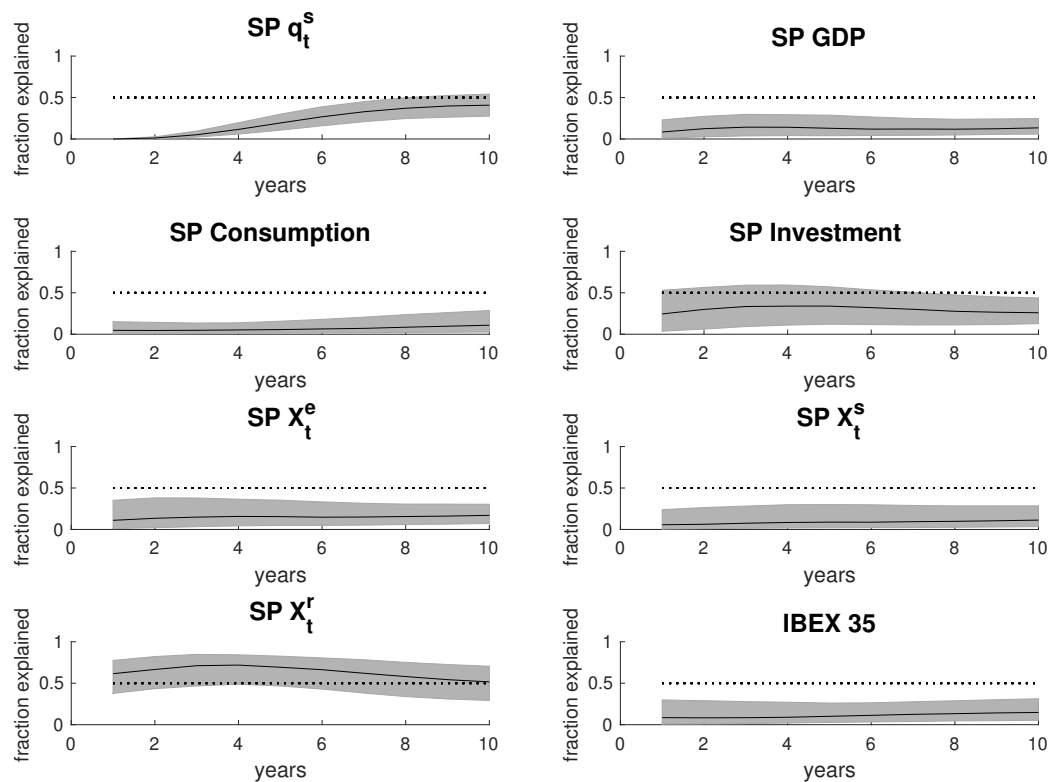 SP q_t^s
fraction explained
1
0.5
0
0 2 4 6 8 10
years
SP GDP
fraction explained
1
0.5
0
0 2 4 6 8 10
years
SP Consumption
fraction explained
1
0.5
0
0 2 4 6 8 10
years
SP Investment
fraction explained
1
0.5
0
0 2 4 6 8 10
years
SP X_t^e
fraction explained
1
0.5
0
0 2 4 6 8 10
years
SP X_t^s
fraction explained
1
0.5
0
0 2 4 6 8 10
years
SP X_t^r
fraction explained
1
0.5
0
0 2 4 6 8 10
years
IBEX 35
fraction explained
1
0.5
0
0 2 4 6 8 10
years